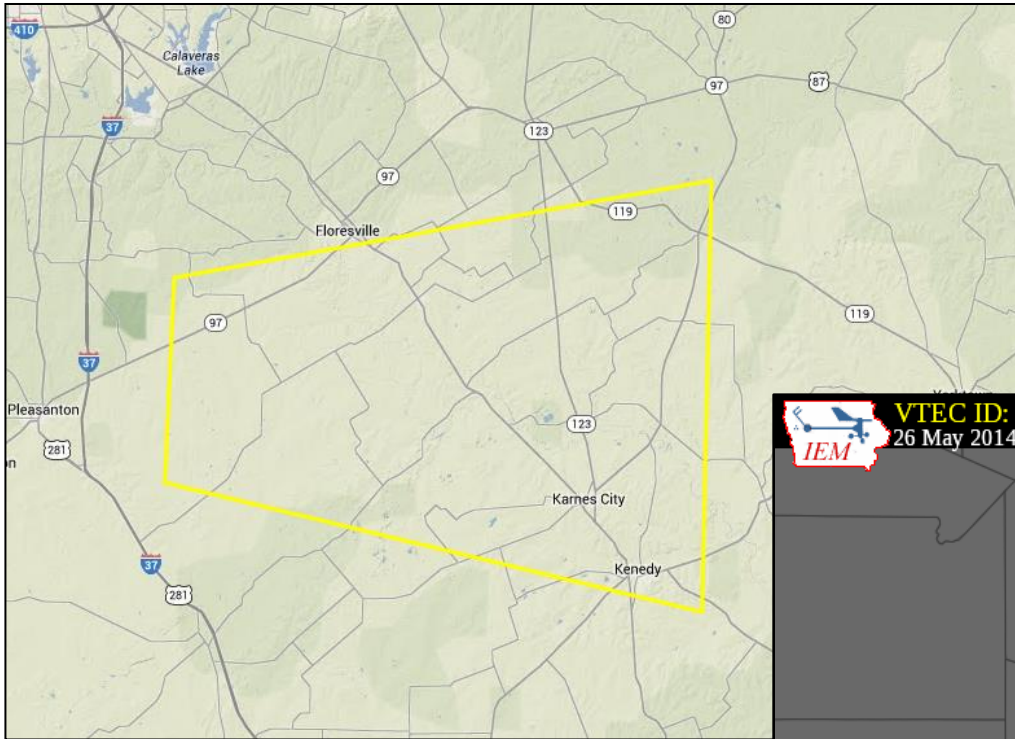 410
80
Calaveras
Lake
97
87
37
123
97
119
Floresville
97
119
37
Pleasanton
281
on
123
VTEC ID:
IEM
26 May 2014
Karnes City
37
Kenedy
281